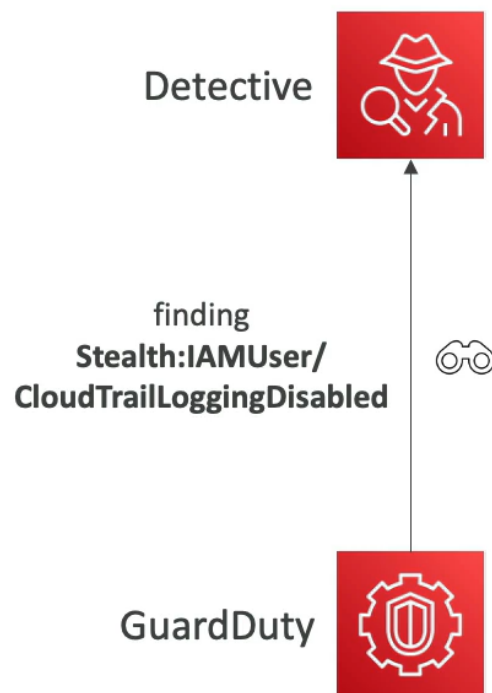 Detective
finding
Stealth:IAMUser/
CloudTrailLoggingDisabled
GuardDuty